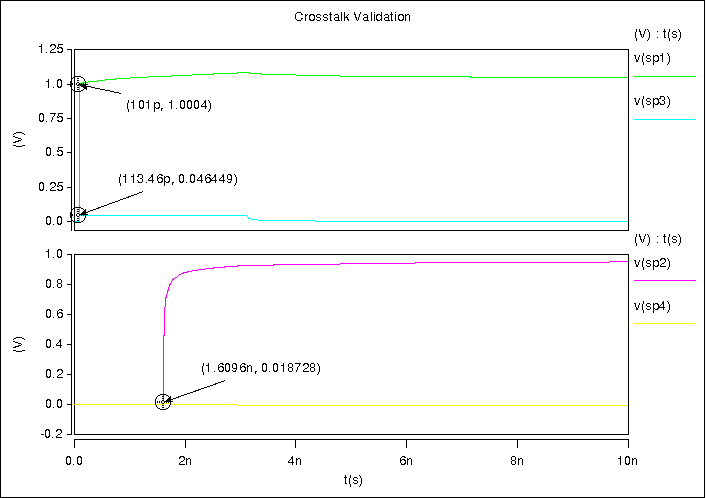 Crosstalk Validation
(V) : t(s)
v(sp1)
v(sp3)
1.25
1.0
0.75
0.5
0.25
0.0
(V)
(101p, 1.0004)
(113.46p, 0.046449)
(V) : t(s)
v(sp2)
v(sp4)
1.0
0.8
0.6
0.4
0.2
0.0
-0.2
(V)
(1.6096n, 0.018728)
0.0
2n
4n
6n
8n
10n
t(s)